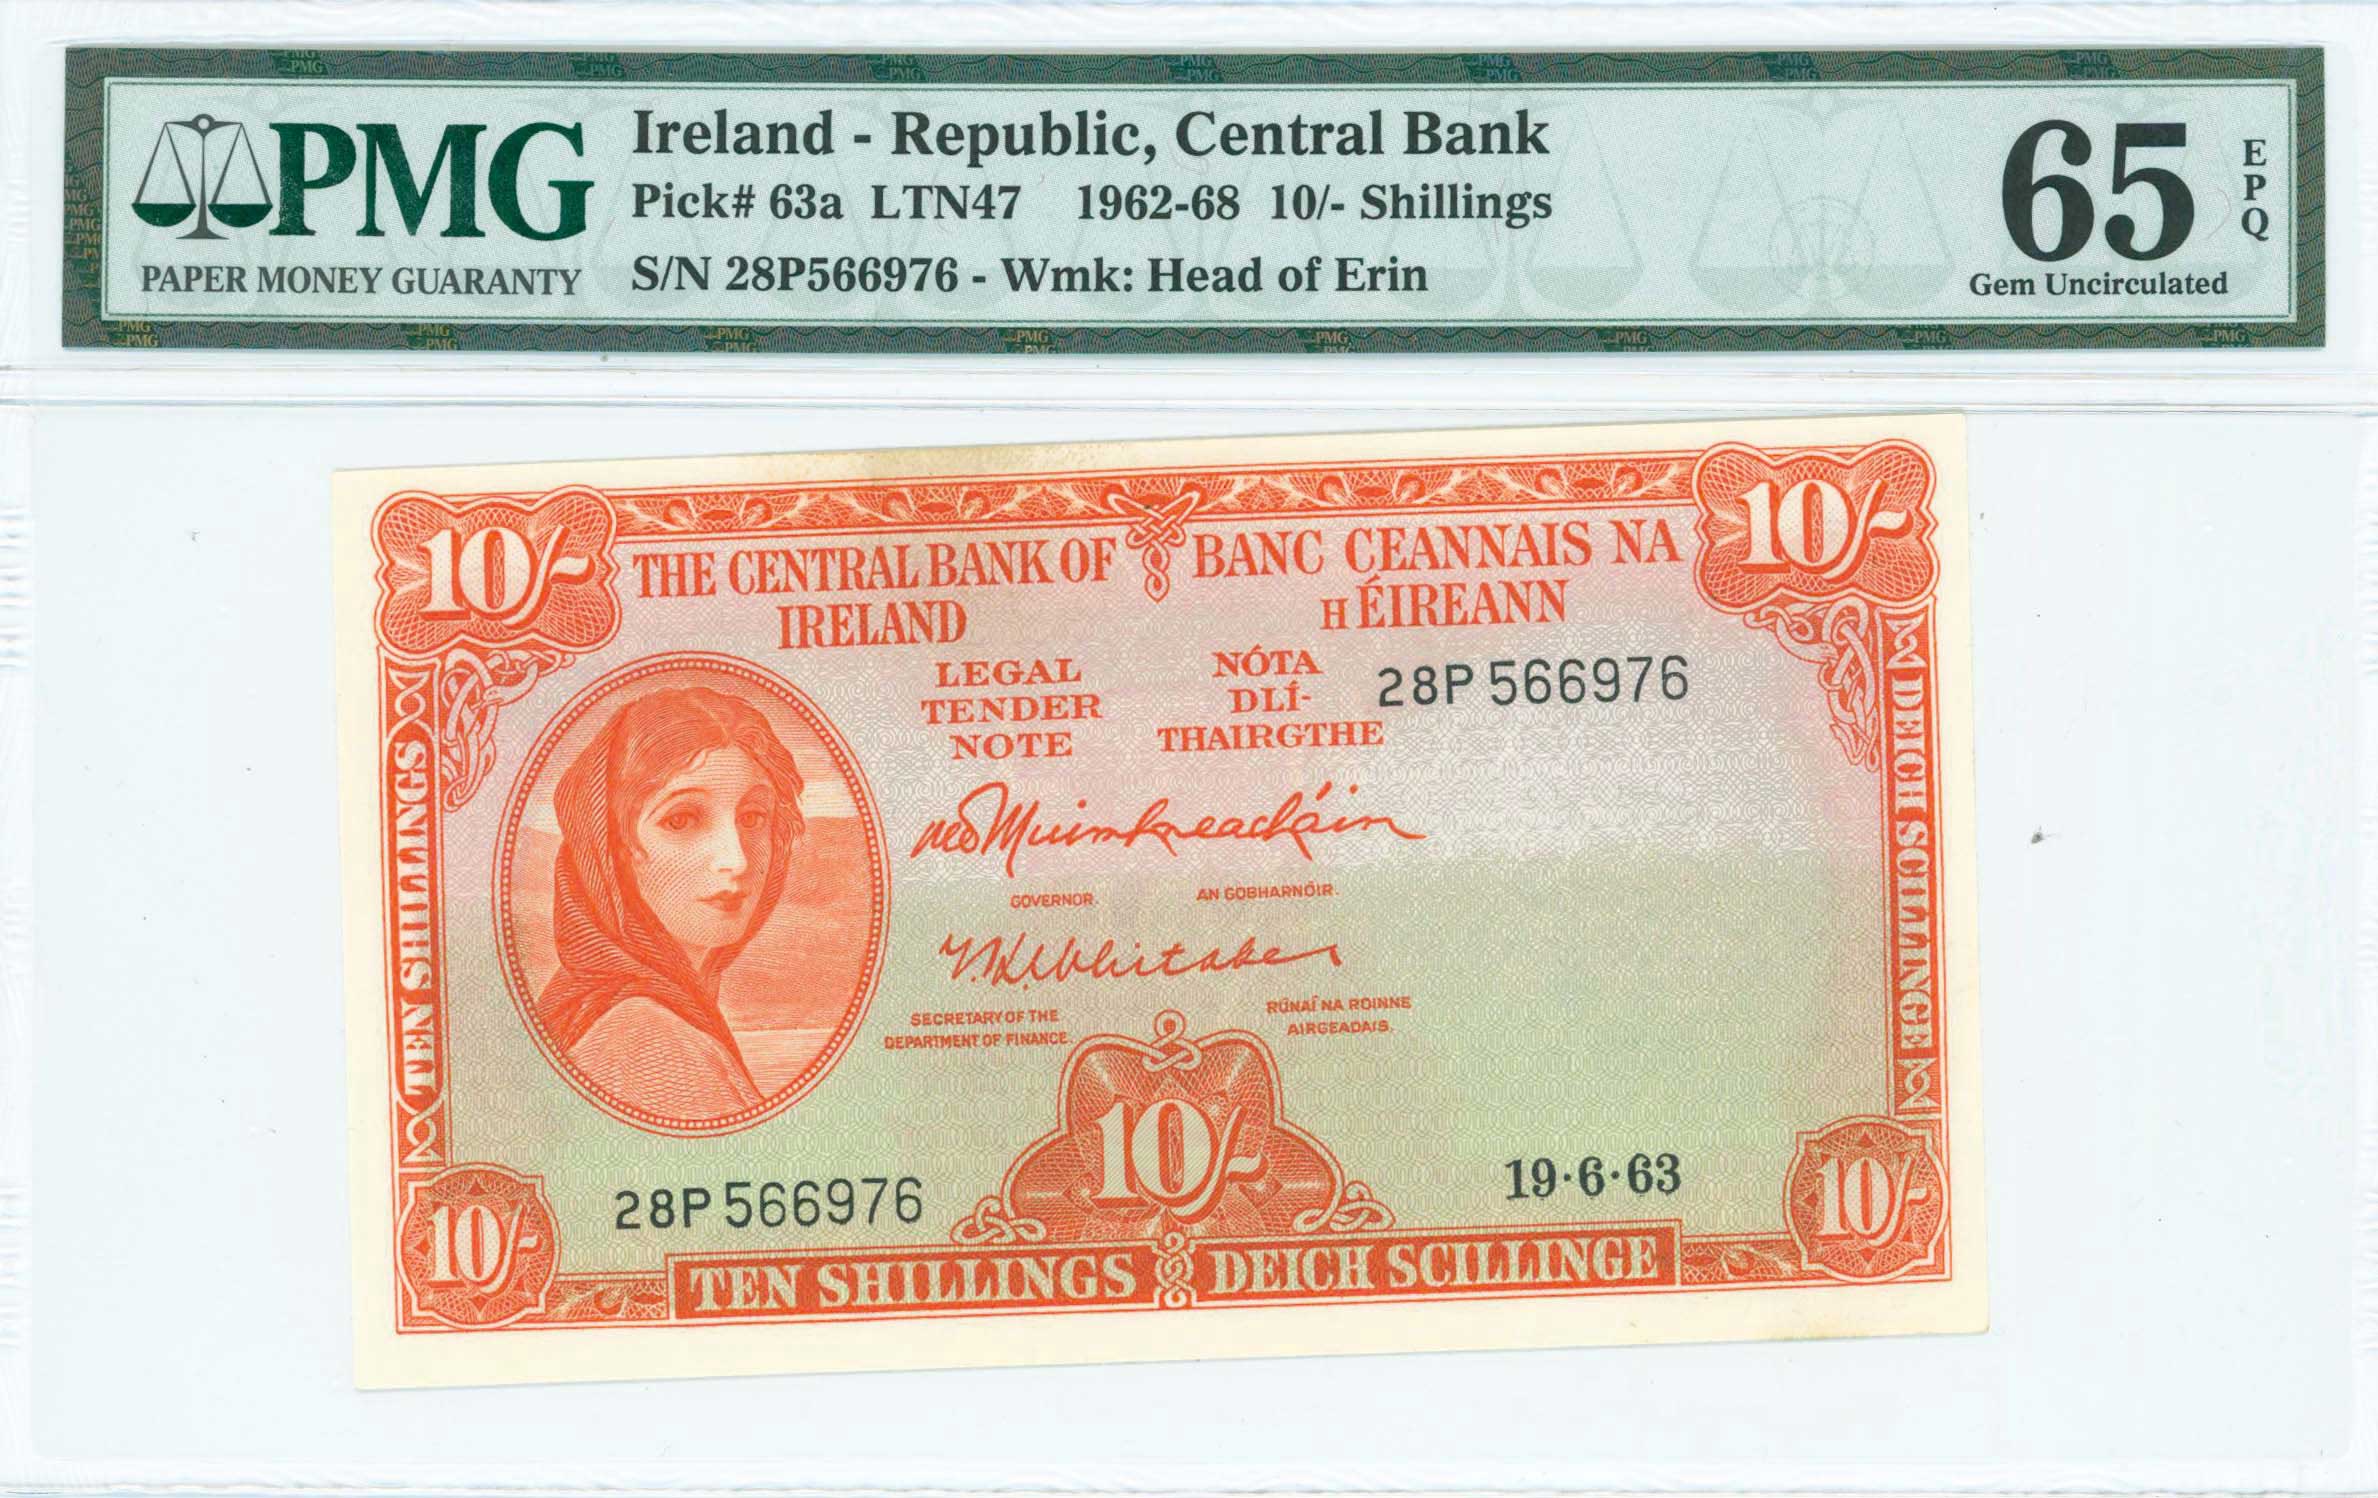 PMG
PAPER MONEY GUARANTY
Ireland - Republic, Central Bank
Pick# 63a LTN47 1962-68 10/- Shillings
S/N 28P566976 - Wmk: Head of Erin
65
EPQ
Gem Uncirculated
10/-
10/-
THE CENTRAL BANK OF
IRELAND
BANC CEANNAIS NA
H ÉIREANN
LEGAL
TENDER
NOTE
NÓTA
DLÍ-
THAIRGTHE
28P 566976
TEN SHILLINGS
DEICH SCILLINGE
GOVERNOR.
AN GOBHARNÓIR.
T.K. Whitaker
SECRETARY OF THE
DEPARTMENT OF FINANCE.
RÚNAÍ NA ROINNE
AIRGEADAIS.
28P 566976
10/-
19·6·63
10/-
10/-
TEN SHILLINGS
DEICH SCILLINGE